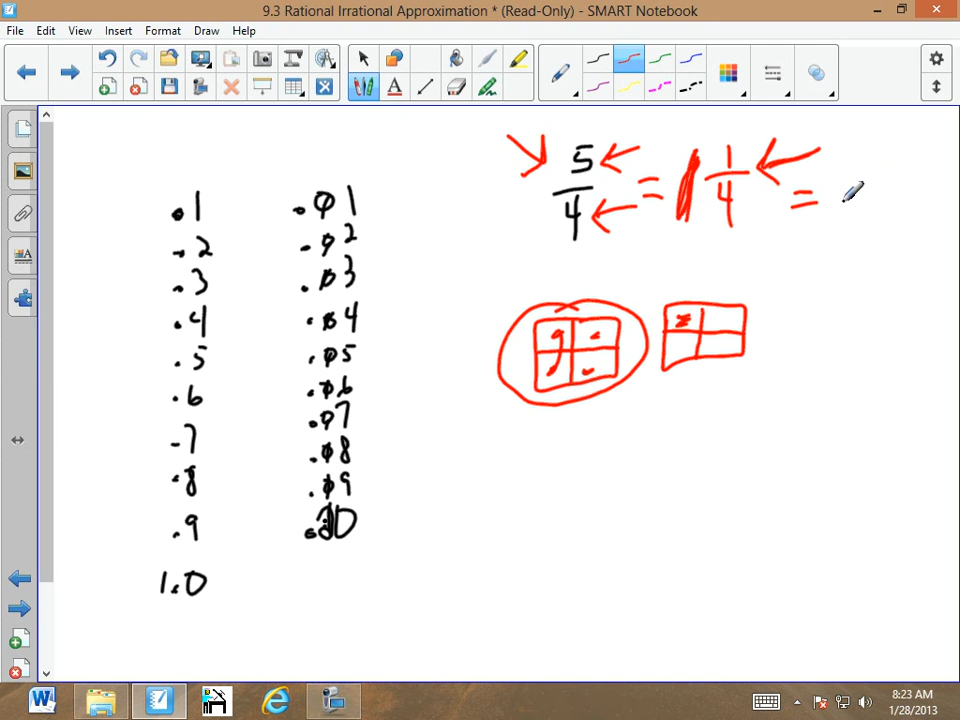 9.3 Rational Irrational Approximation * (Read-Only) - SMART Notebook
File Edit View Insert Format Draw Help
5/4 = 1 1/4 =
.1 .01
.2 .02
.3 .03
.4 .04
.5 .05
.6 .06
.7 .07
.8 .08
.9 .09
1.0
8:23 AM
1/28/2013